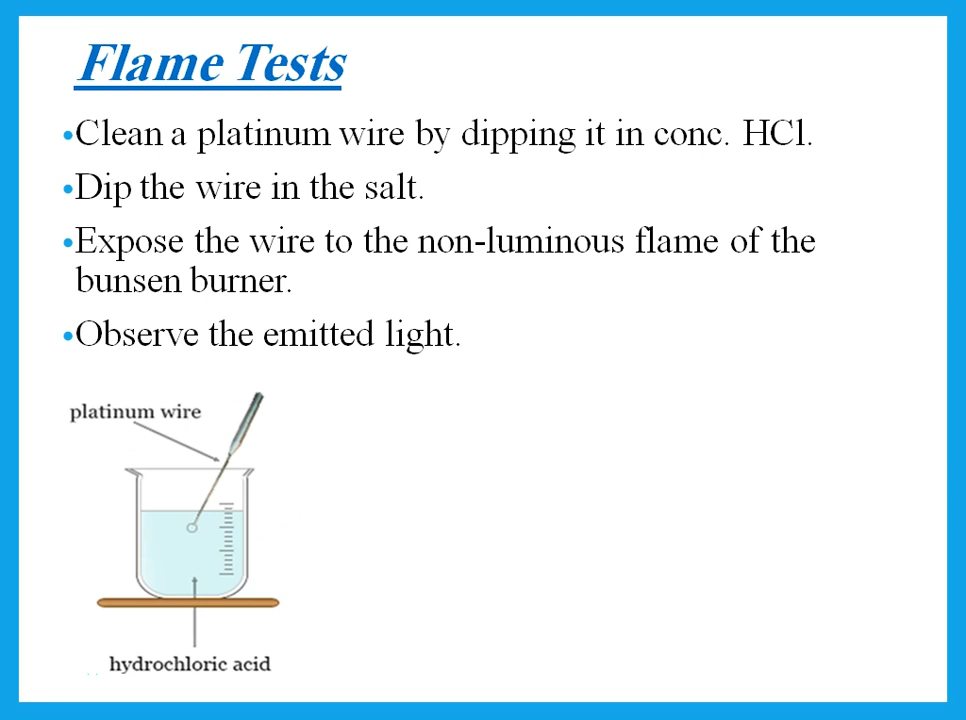 Flame Tests
•Clean a platinum wire by dipping it in conc. HCl.
•Dip the wire in the salt.
•Expose the wire to the non-luminous flame of the
bunsen burner.
•Observe the emitted light.
platinum wire
hydrochloric acid